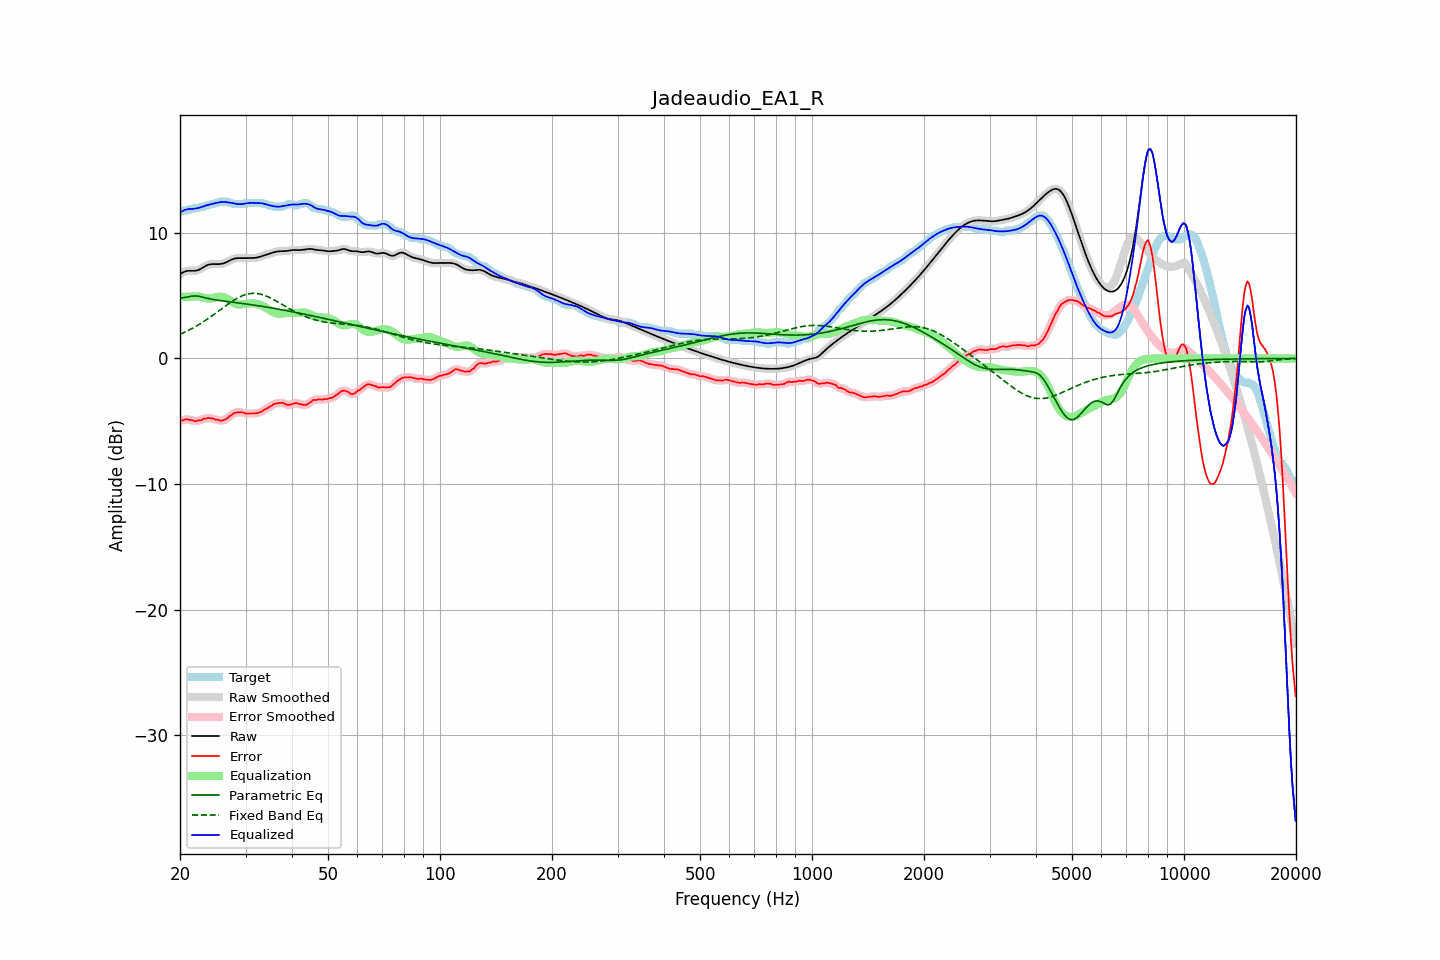 Jadeaudio_EA1_R
Amplitude (dBr)
10
0
−10
−20
−30
Target
Raw Smoothed
Error Smoothed
Raw
Error
Equalization
Parametric Eq
Fixed Band Eq
Equalized
20 50 100 200 500 1000 2000 5000 10000 20000
Frequency (Hz)